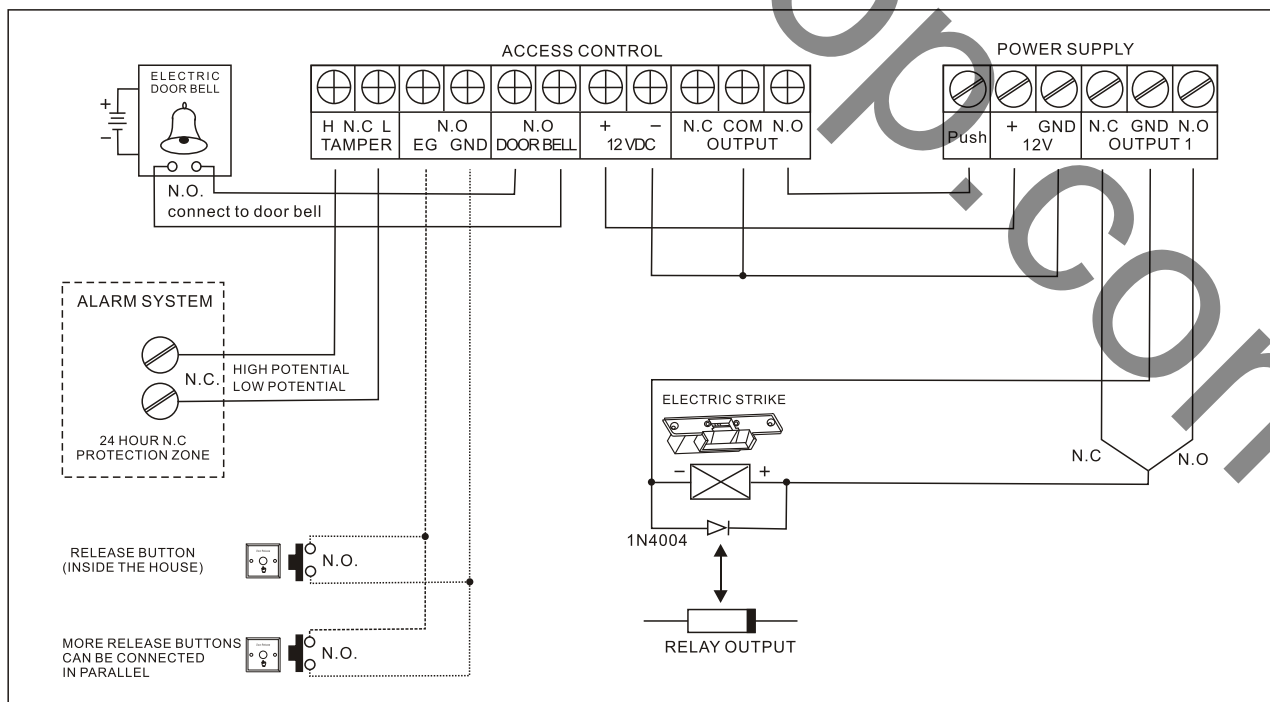 ACCESS CONTROL
POWER SUPPLY
ELECTRIC
DOOR BELL
+
−
H N.C L
TAMPER
N.O
EG GND
N.O
DOOR BELL
+ −
12 VDC
N.C COM N.O
OUTPUT
Push
+ GND
12V
N.C GND N.O
OUTPUT 1
N.O.
connect to door bell
ALARM SYSTEM
N.C.
HIGH POTENTIAL
LOW POTENTIAL
24 HOUR N.C
PROTECTION ZONE
ELECTRIC STRIKE
− +
1N4004
N.C
N.O
RELAY OUTPUT
RELEASE BUTTON
(INSIDE THE HOUSE)
N.O.
MORE RELEASE BUTTONS
CAN BE CONNECTED
IN PARALLEL
N.O.
op.com